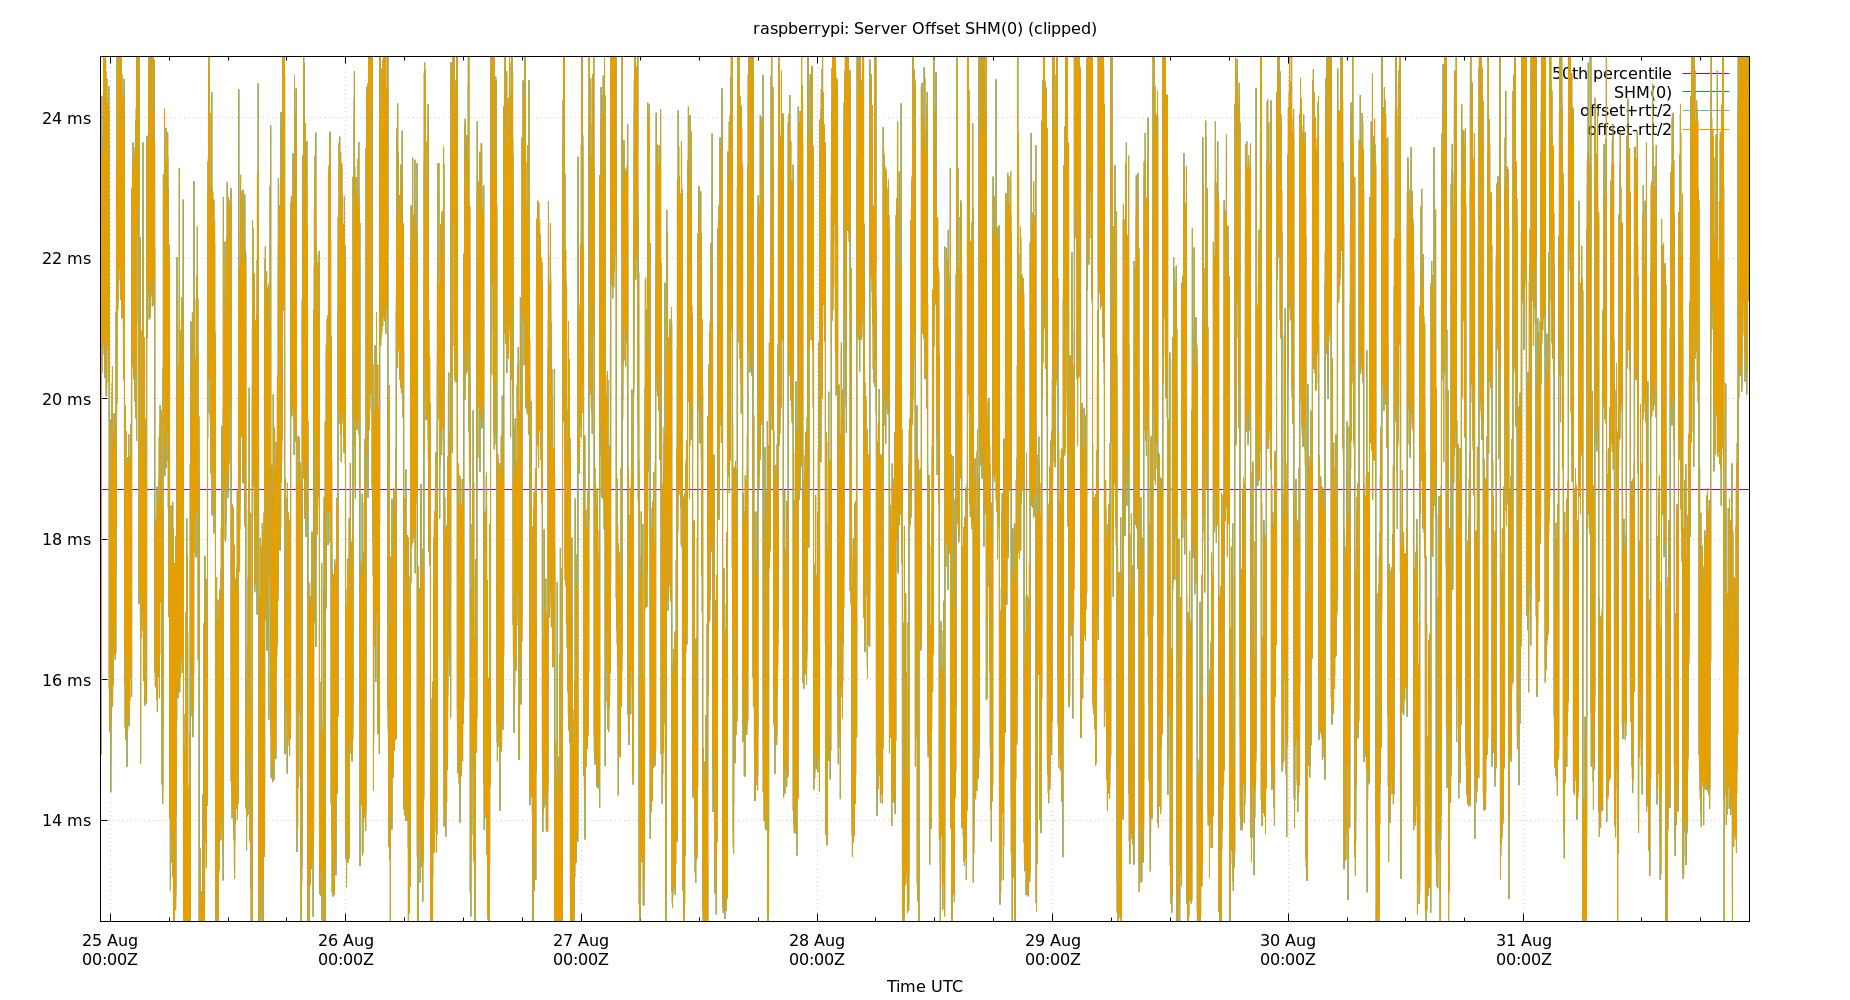 raspberrypi: Server Offset SHM(0) (clipped)
50th percentile
SHM(0)
offset+rtt/2
offset-rtt/2
24 ms
22 ms
20 ms
18 ms
16 ms
14 ms
25 Aug 26 Aug 27 Aug 28 Aug 29 Aug 30 Aug 31 Aug
00:00Z 00:00Z 00:00Z 00:00Z 00:00Z 00:00Z 00:00Z
Time UTC